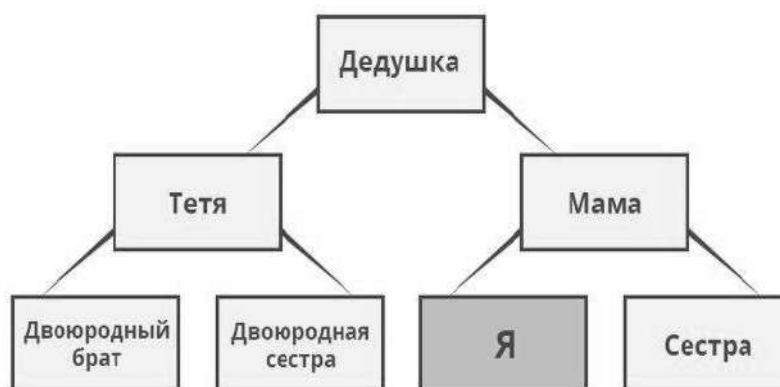 Дедушка
Тетя
Мама
Двоюродный
брат
Двоюродная
сестра
Я
Сестра